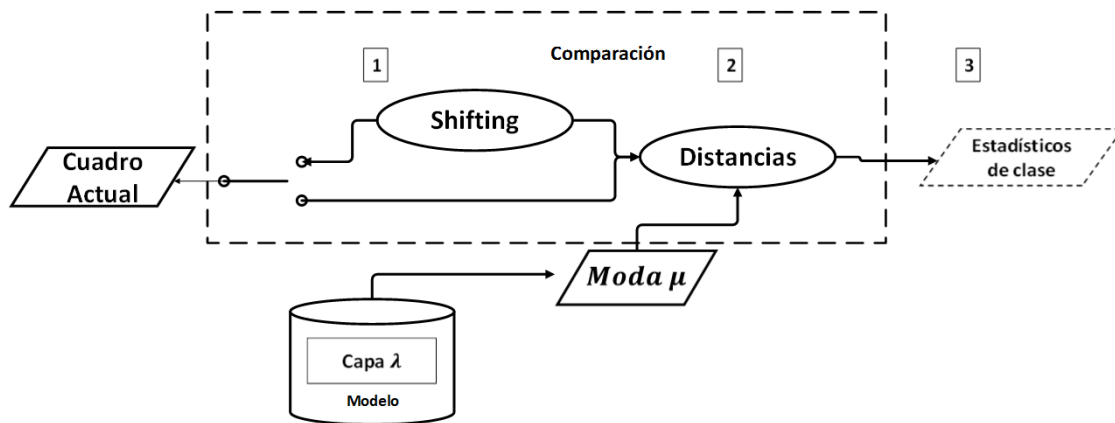 Comparación
1
2
3
Shifting
Cuadro
Actual
Distancias
Estadísticos
de clase
Moda μ
Capa λ
Modelo